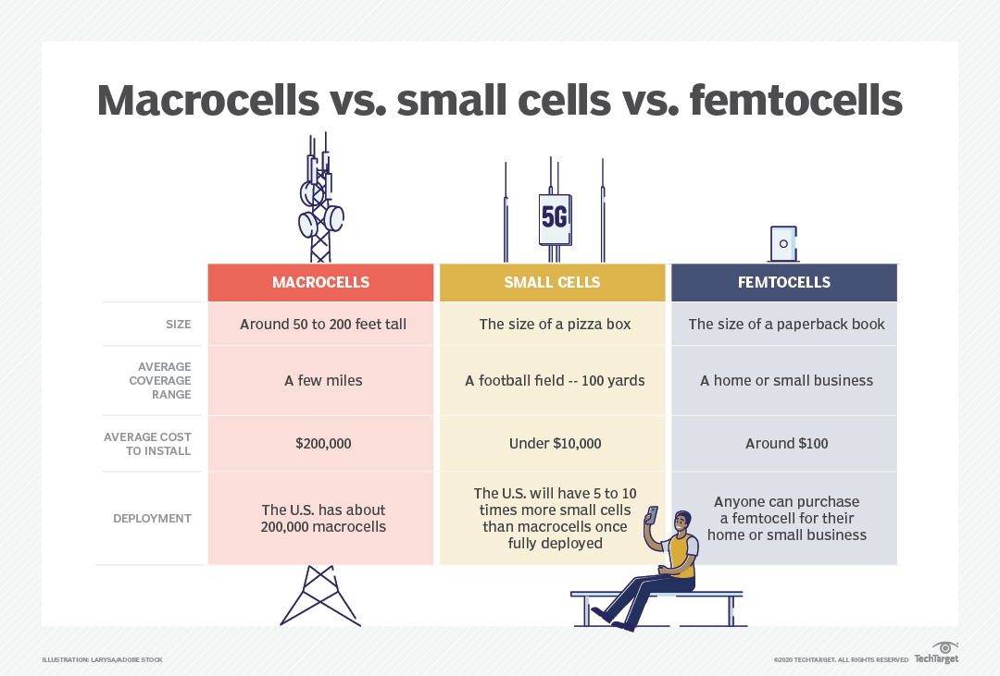 Macrocells vs. small cells vs. femtocells
5G
MACROCELLS
SMALL CELLS
FEMTOCELLS
SIZE
Around 50 to 200 feet tall
The size of a pizza box
The size of a paperback book
AVERAGE
COVERAGE
RANGE
A few miles
A football field -- 100 yards
A home or small business
AVERAGE COST
TO INSTALL
$200,000
Under $10,000
Around $100
DEPLOYMENT
The U.S. has about
200,000 macrocells
The U.S. will have 5 to 10
times more small cells
than macrocells once
fully deployed
Anyone can purchase
a femtocell for their
home or small business
ILLUSTRATION: LARYSA/ADOBE STOCK
©2020 TECHTARGET. ALL RIGHTS RESERVED
TechTarget